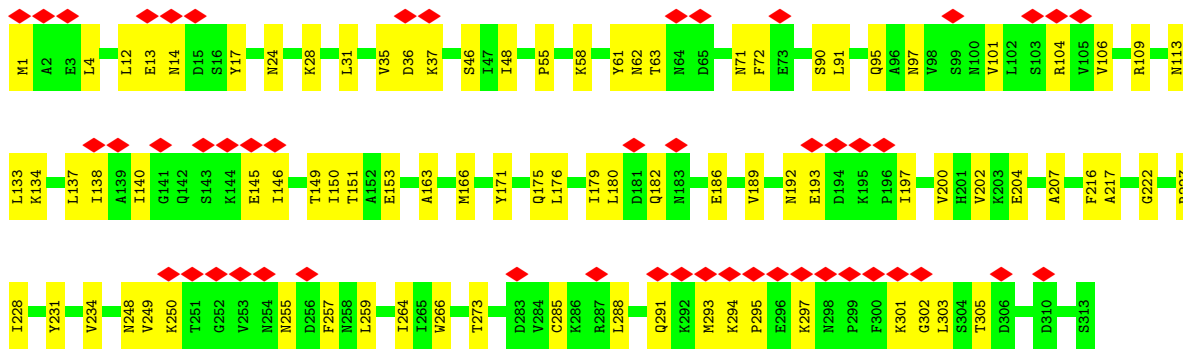 M1 A2 E3 L4 L12 E13 N14 D15 S16 Y17 N24 K28 L31 V35 D36 K37 S46 I47 I48 P55 K58 Y61 N62 T63 N64 D65 N71 F72 E73 S90 L91 Q95 A96 N97 V98 S99 N100 V101 L102 S103 R104 V105 V106 R109 N113
L133 K134 L137 I138 A139 I140 G141 Q142 S143 K144 E145 I146 T149 I150 T151 A152 E153 A163 M166 Y171 Q175 L176 I179 L180 D181 Q182 N183 E186 V189 N192 E193 D194 K195 P196 I197 V200 H201 V202 K203 E204 A207 F216 A217 G222
I228 Y231 V234 N248 V249 K250 T251 G252 V253 N254 N255 D256 F257 N258 L259 I264 I265 W266 T273 D283 V284 C285 K286 R287 L288 Q291 K292 M293 K294 P295 E296 K297 N298 P299 F300 K301 G302 L303 S304 T305 D306 D310 S313